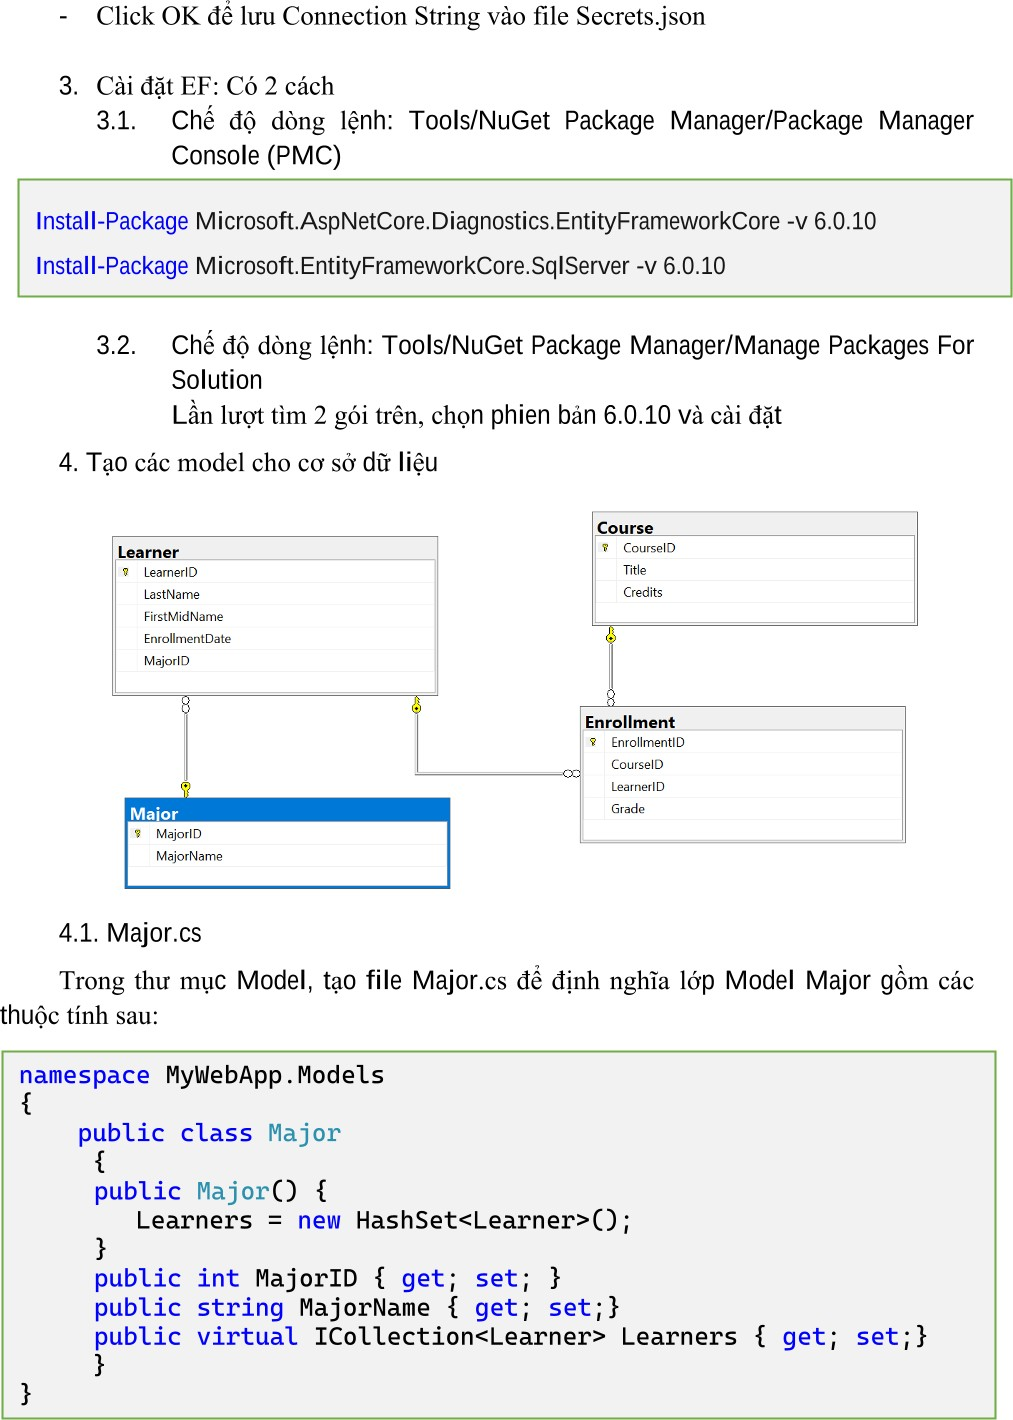 - Click OK để lưu Connection String vào file Secrets.json
3. Cài đặt EF: Có 2 cách
3.1. Chế độ dòng lệnh: Tools/NuGet Package Manager/Package Manager
Console (PMC)
Install-Package Microsoft.AspNetCore.Diagnostics.EntityFrameworkCore -v 6.0.10
Install-Package Microsoft.EntityFrameworkCore.SqlServer -v 6.0.10
3.2. Chế độ dòng lệnh: Tools/NuGet Package Manager/Manage Packages For
Solution
Lần lượt tìm 2 gói trên, chọn phien bản 6.0.10 và cài đặt
4. Tạo các model cho cơ sở dữ liệu
Learner
LearnerID
LastName
FirstMidName
EnrollmentDate
MajorID
Course
CourseID
Title
Credits
Enrollment
EnrollmentID
CourseID
LearnerID
Grade
Major
MajorID
MajorName
4.1. Major.cs
Trong thư mục Model, tạo file Major.cs để định nghĩa lớp Model Major gồm các
thuộc tính sau:
namespace MyWebApp.Models
{
public class Major
{
public Major() {
Learners = new HashSet<Learner>();
}
public int MajorID { get; set; }
public string MajorName { get; set;}
public virtual ICollection<Learner> Learners { get; set;}
}
}